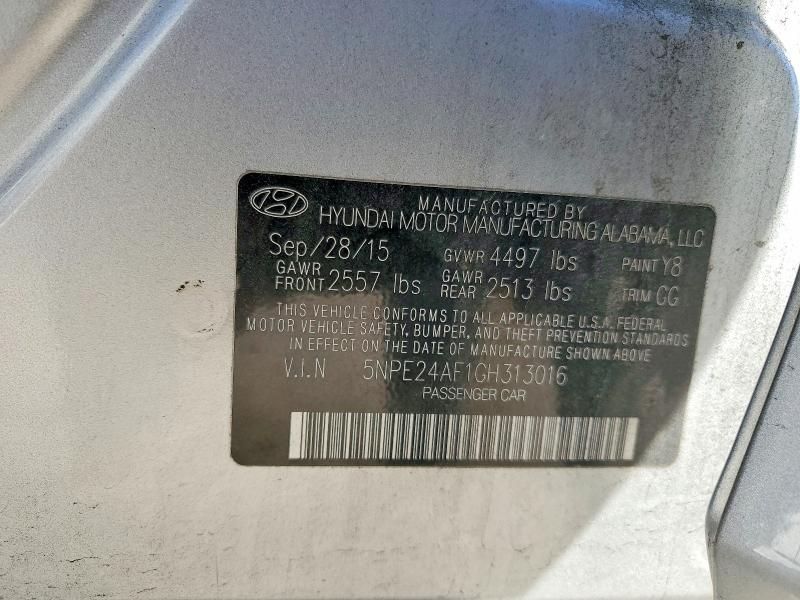 MANUFACTURED BY
HYUNDAI MOTOR MANUFACTURING ALABAMA, LLC
Sep/28/15 GVWR 4497 lbs PAINT Y8
GAWR FRONT 2557 lbs GAWR REAR 2513 lbs TRIM GG
THIS VEHICLE CONFORMS TO ALL APPLICABLE U.S.A. FEDERAL
MOTOR VEHICLE SAFETY, BUMPER, AND THEFT PREVENTION STANDARDS
IN EFFECT ON THE DATE OF MANUFACTURE SHOWN ABOVE
V.I.N 5NPE24AF1GH313016
PASSENGER CAR